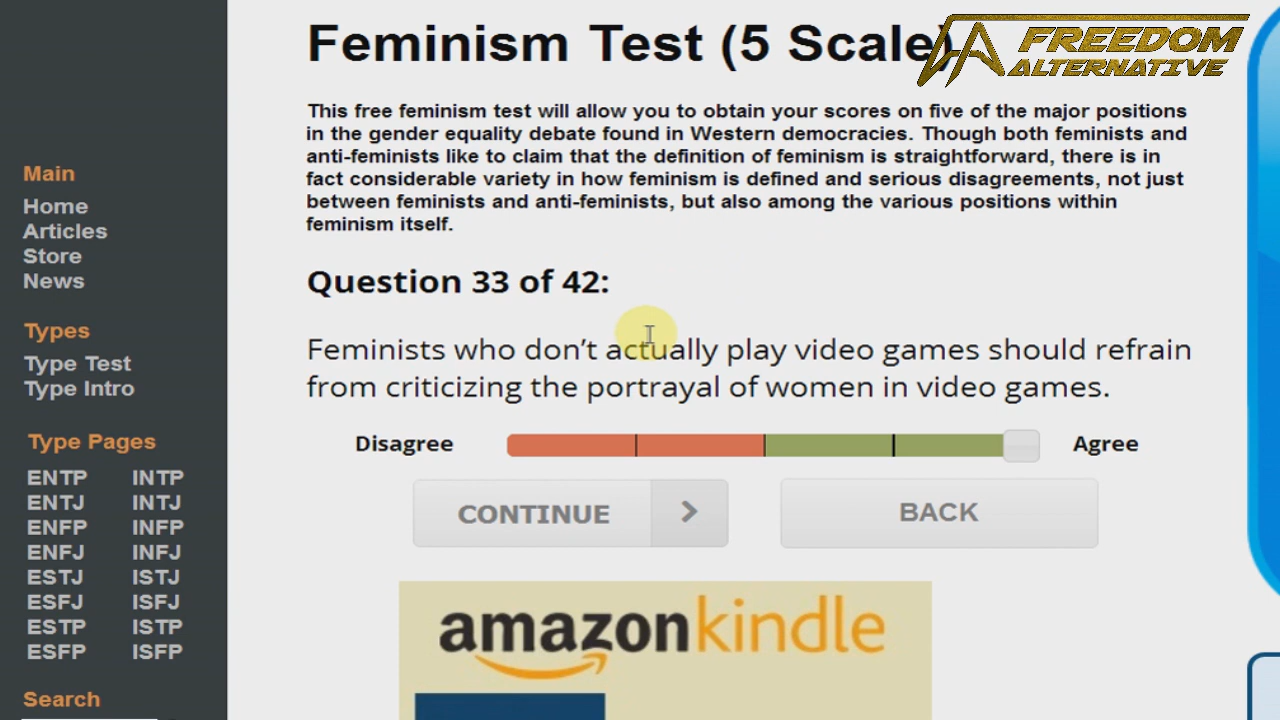 Feminism Test (5 Scale)
FREEDOM
ALTERNATIVE
This free feminism test will allow you to obtain your scores on five of the major positions
in the gender equality debate found in Western democracies. Though both feminists and
anti-feminists like to claim that the definition of feminism is straightforward, there is in
fact considerable variety in how feminism is defined and serious disagreements, not just
between feminists and anti-feminists, but also among the various positions within
feminism itself.
Main
Home
Articles
Store
News
Types
Type Test
Type Intro
Type Pages
ENTP INTP
ENTJ INTJ
ENFP INFP
ENFJ INFJ
ESTJ ISTJ
ESFJ ISFJ
ESTP ISTP
ESFP ISFP
Search
Question 33 of 42:
Feminists who don’t actually play video games should refrain
from criticizing the portrayal of women in video games.
Disagree Agree
CONTINUE > BACK
amazonkindle